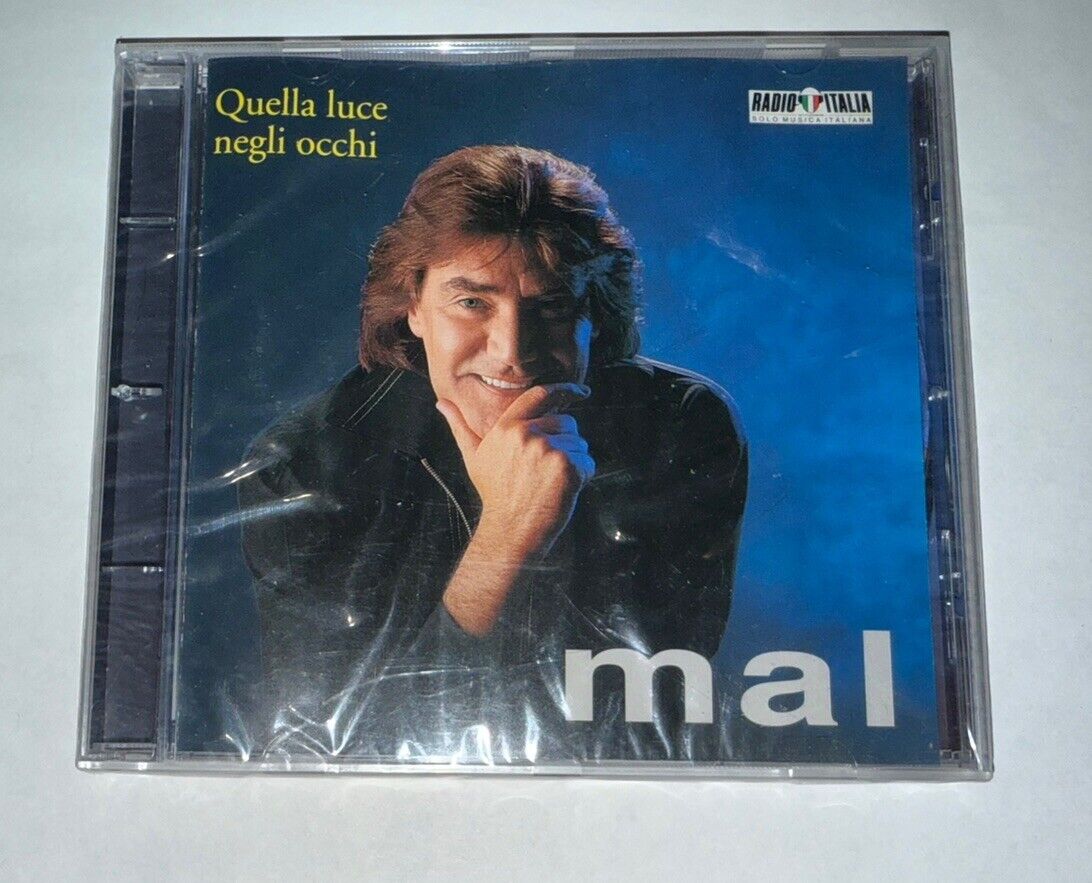 Quella luce
negli occhi
RADIO ITALIA
SOLO MUSICA ITALIANA
mal